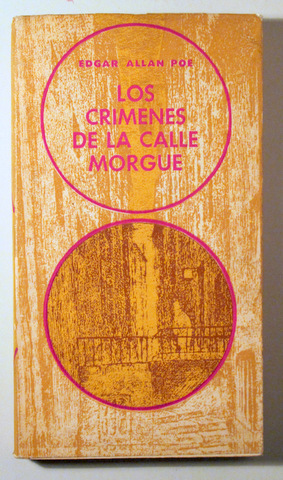 EDGAR ALLAN POE
LOS
CRIMENES
DE LA CALLE
MORGUE